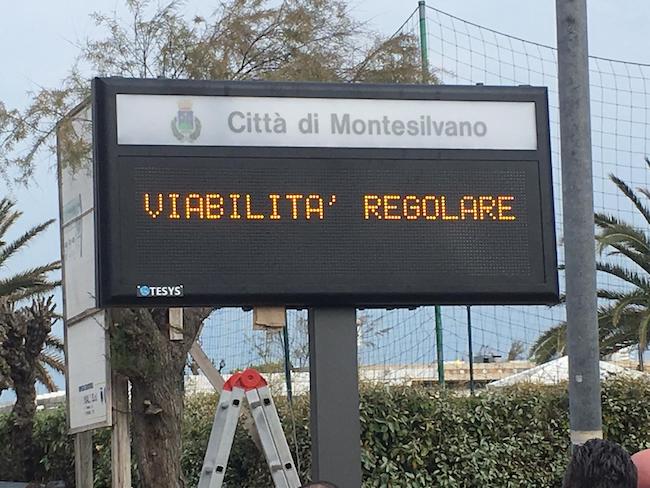 Città di Montesilvano
VIABILITA' REGOLARE
TESYS